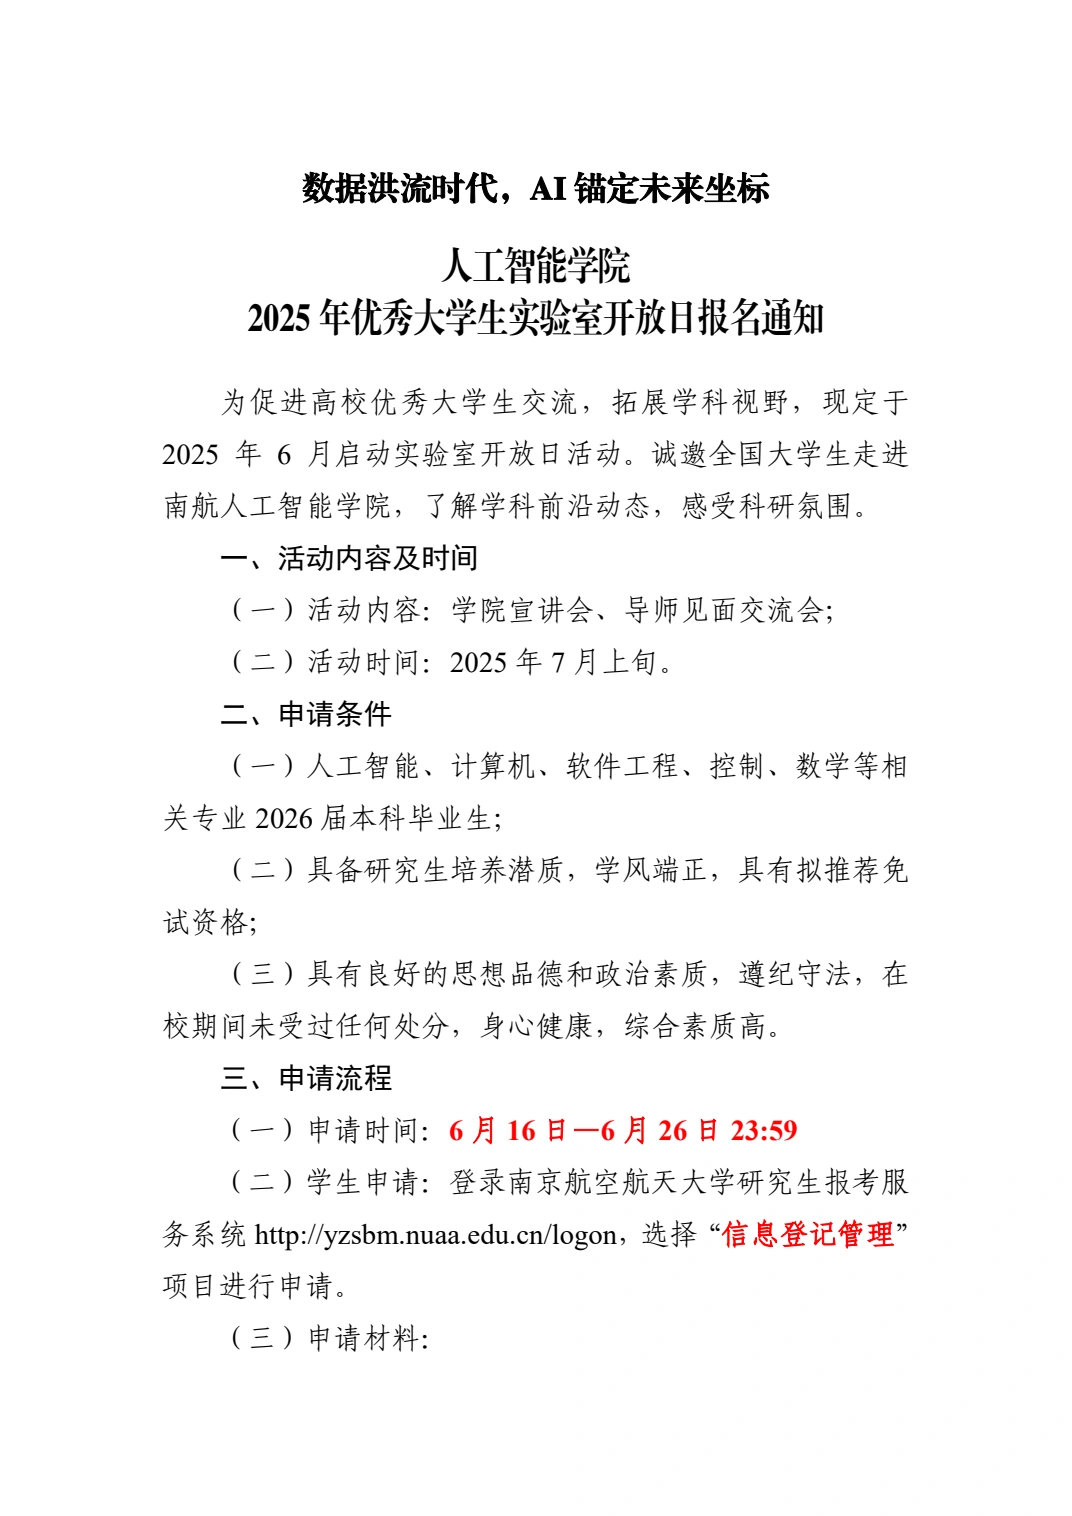 数据洪流时代，AI 锚定未来坐标
人工智能学院
2025 年优秀大学生实验室开放日报名通知
为促进高校优秀大学生交流，拓展学科视野，现定于
2025 年 6 月启动实验室开放日活动。诚邀全国大学生走进
南航人工智能学院，了解学科前沿动态，感受科研氛围。
一、活动内容及时间
（一）活动内容：学院宣讲会、导师见面交流会；
（二）活动时间：2025 年 7 月上旬。
二、申请条件
（一）人工智能、计算机、软件工程、控制、数学等相
关专业 2026 届本科毕业生；
（二）具备研究生培养潜质，学风端正，具有拟推荐免
试资格；
（三）具有良好的思想品德和政治素质，遵纪守法，在
校期间未受过任何处分，身心健康，综合素质高。
三、申请流程
（一）申请时间：6 月 16 日—6 月 26 日 23:59
（二）学生申请：登录南京航空航天大学研究生报考服
务系统 http://yzsbm.nuaa.edu.cn/logon，选择“信息登记管理”
项目进行申请。
（三）申请材料：